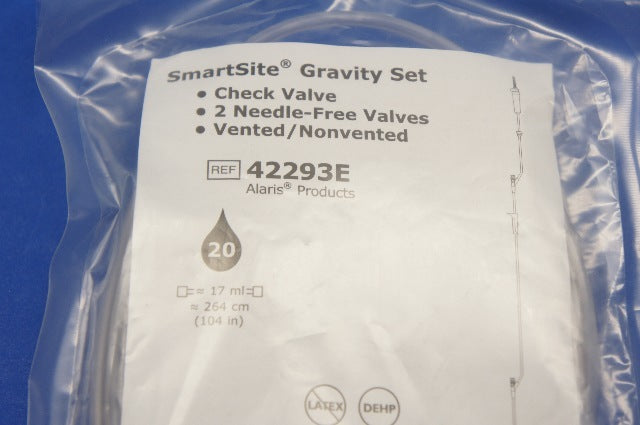 SmartSite® Gravity Set
• Check Valve
• 2 Needle-Free Valves
• Vented/Nonvented
REF 42293E
Alaris® Products
20
≈ 17 ml
≈ 264 cm
(104 in)
LATEX DEHP